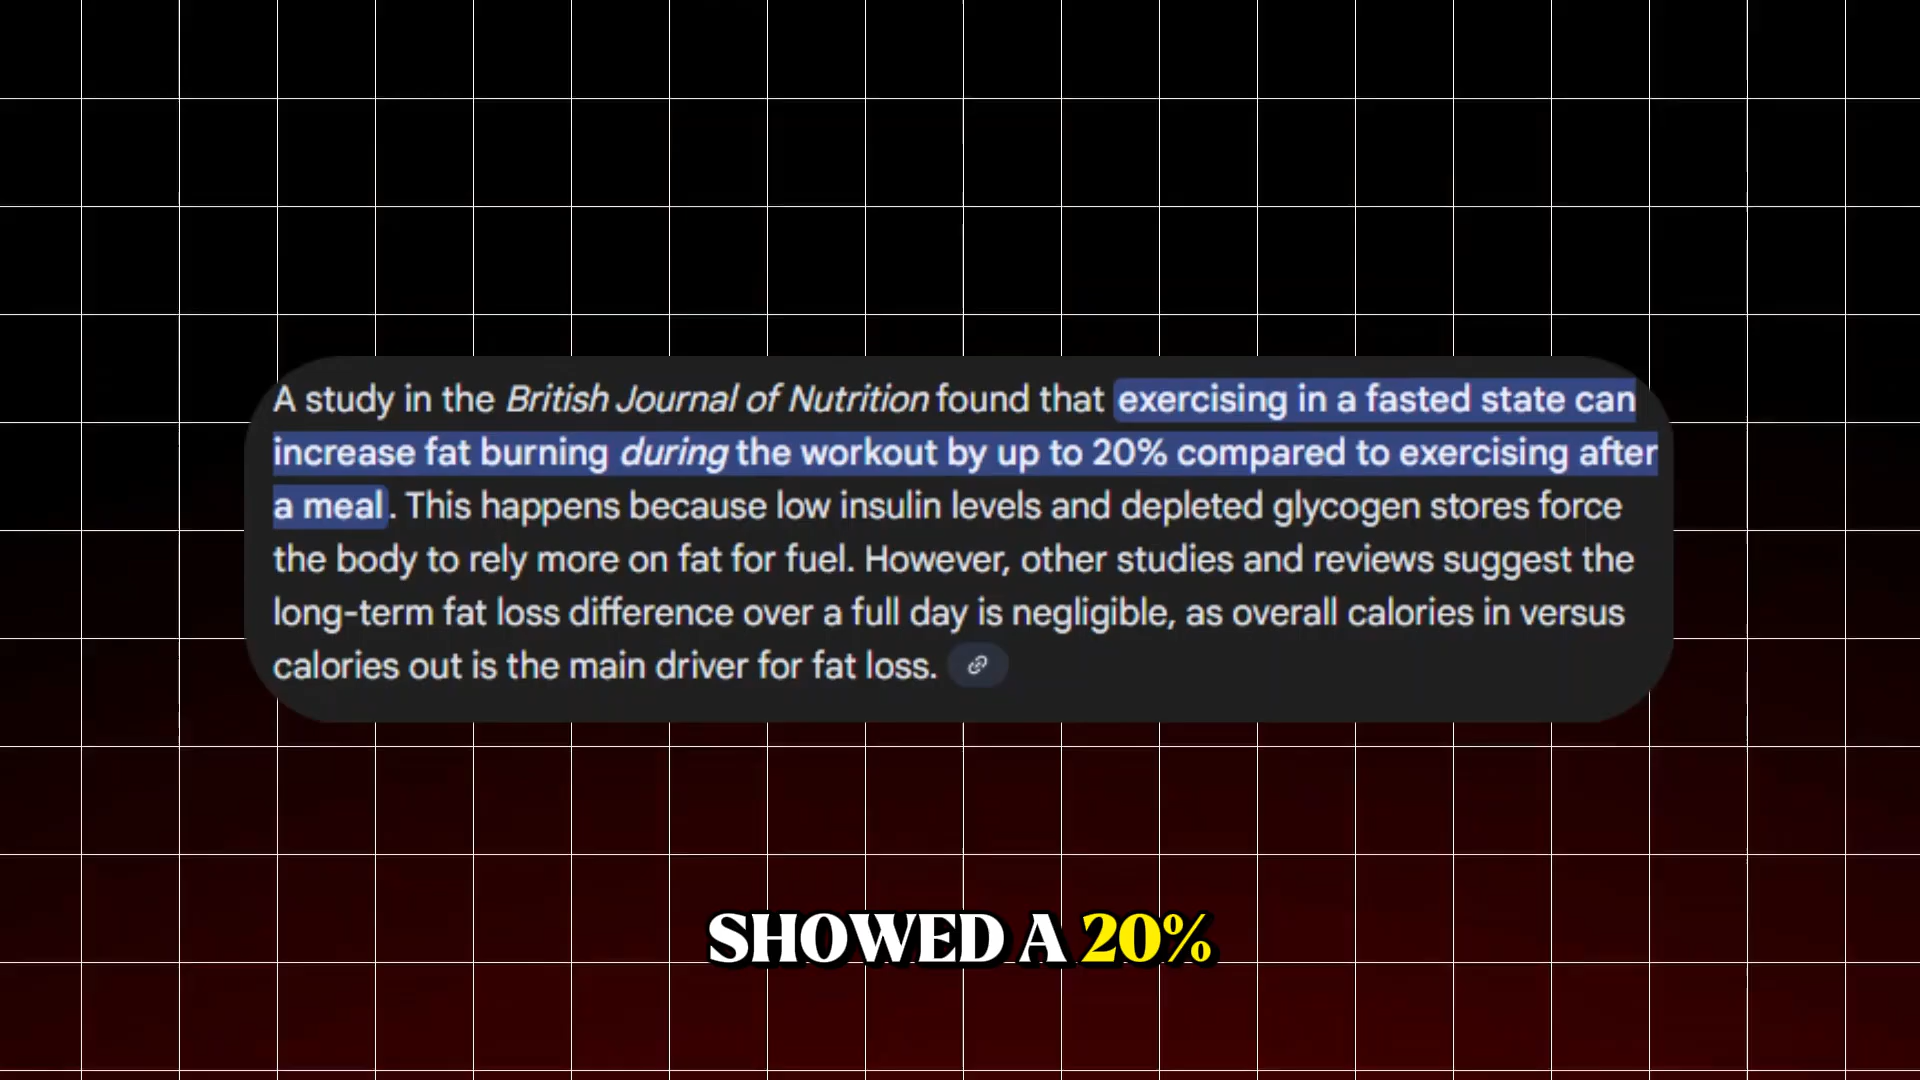 A study in the British Journal of Nutrition found that exercising in a fasted state can
increase fat burning during the workout by up to 20% compared to exercising after
a meal. This happens because low insulin levels and depleted glycogen stores force
the body to rely more on fat for fuel. However, other studies and reviews suggest the
long-term fat loss difference over a full day is negligible, as overall calories in versus
calories out is the main driver for fat loss.
SHOWED A 20%